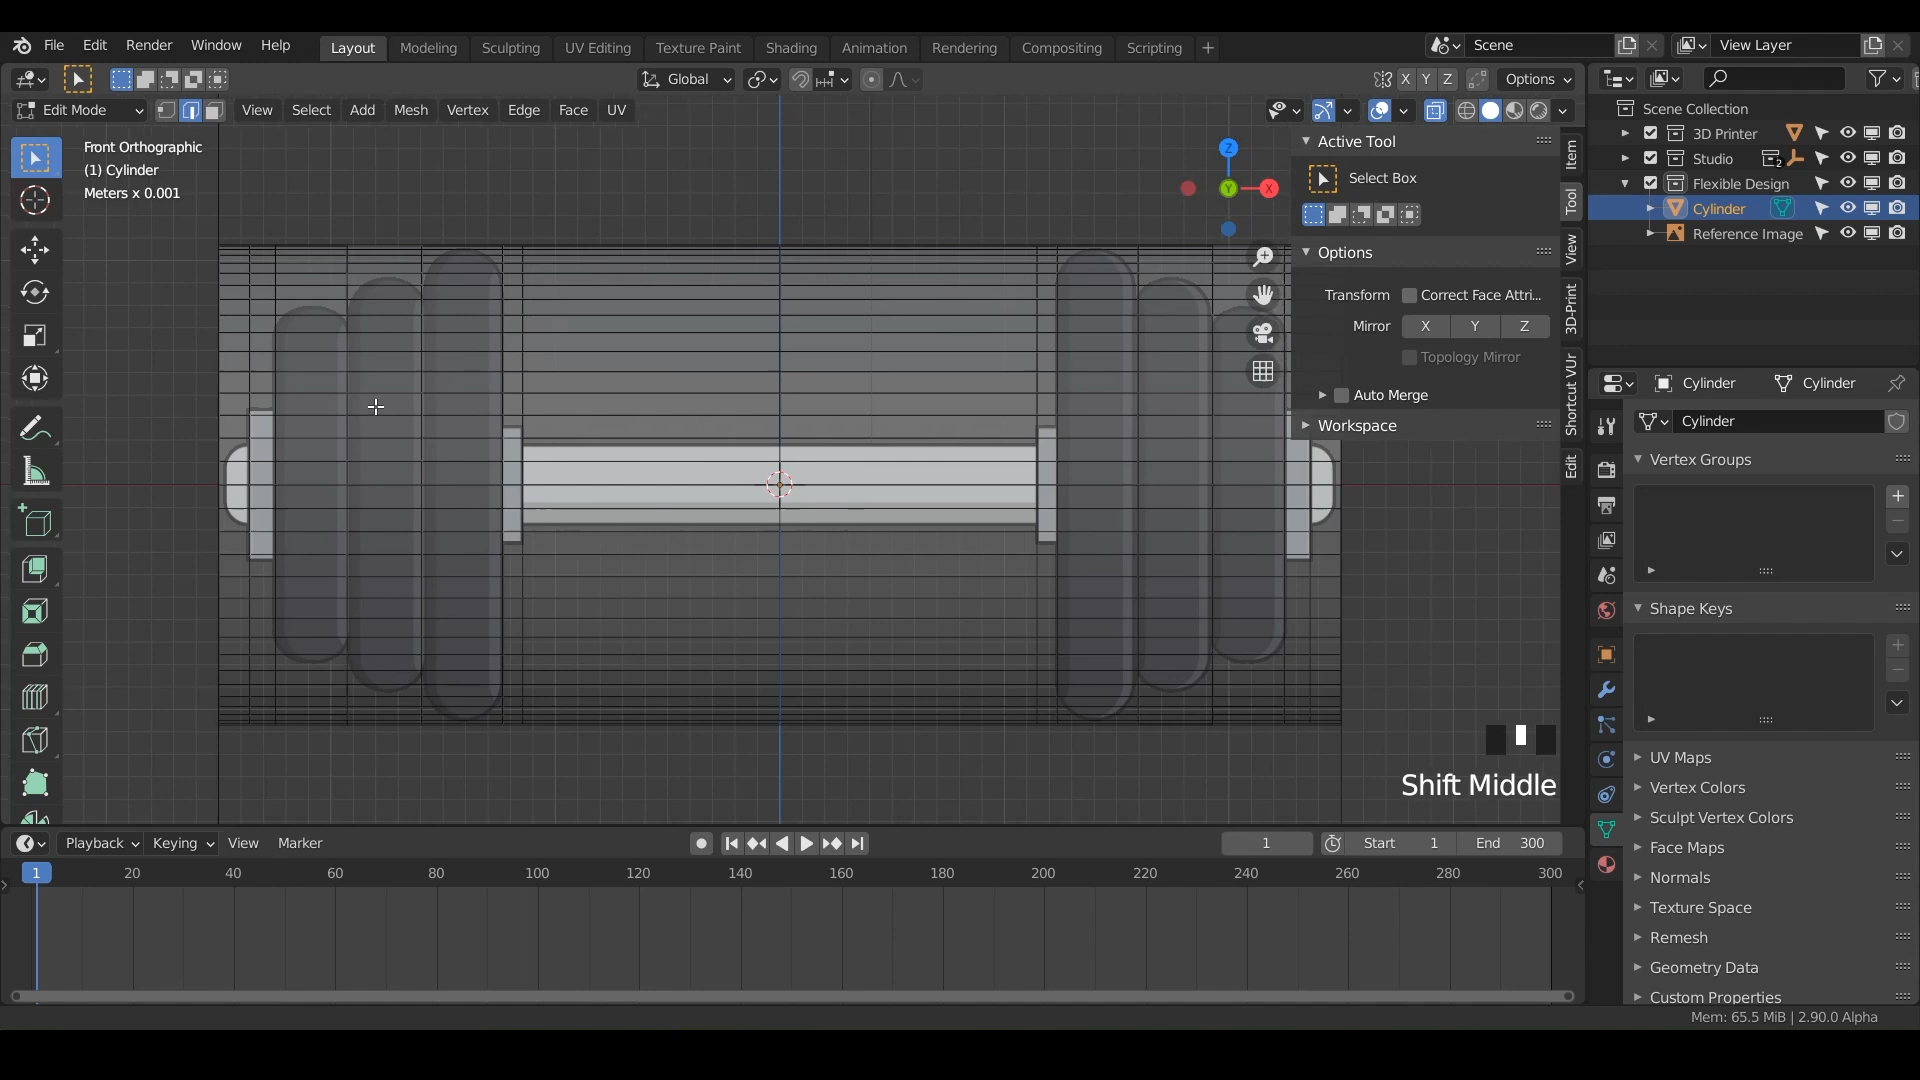 File Edit Render Window Help Layout Modeling Sculpting UV Editing Texture Paint Shading Animation Rendering Compositing Scripting + Scene View Layer
Global X Y Z Options
Edit Mode View Select Add Mesh Vertex Edge Face UV
Front Orthographic
(1) Cylinder
Meters x 0.001
Z
Y
X
Active Tool
Select Box
Options
Transform Correct Face Attri...
Mirror X Y Z
Topology Mirror
Auto Merge
Workspace
Item
Tool
View
3D-Print
Shortcut VUr
Edit
Scene Collection
3D Printer
Studio 2
Flexible Design
Cylinder
Reference Image
Cylinder Cylinder
Cylinder
Vertex Groups
Shape Keys
UV Maps
Vertex Colors
Sculpt Vertex Colors
Face Maps
Normals
Texture Space
Remesh
Geometry Data
Custom Properties
Shift Middle
Playback Keying View Marker 1 Start 1 End 300
1 20 40 60 80 100 120 140 160 180 200 220 240 260 280 300
Mem: 65.5 MiB | 2.90.0 Alpha